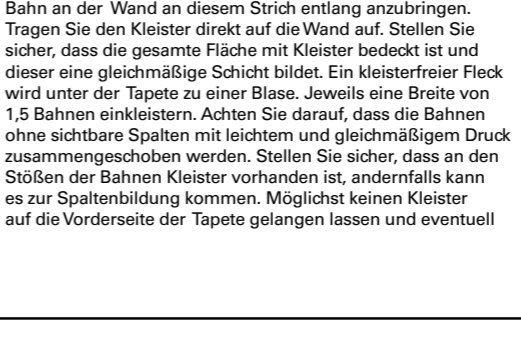 Bahn an der Wand an diesem Strich entlang anzubringen.
Tragen Sie den Kleister direkt auf die Wand auf. Stellen Sie
sicher, dass die gesamte Fläche mit Kleister bedeckt ist und
dieser eine gleichmäßige Schicht bildet. Ein kleisterfreier Fleck
wird unter der Tapete zu einer Blase. Jeweils eine Breite von
1,5 Bahnen einkleistern. Achten Sie darauf, dass die Bahnen
ohne sichtbare Spalten mit leichtem und gleichmäßigem Druck
zusammengeschoben werden. Stellen Sie sicher, dass an den
Stößen der Bahnen Kleister vorhanden ist, andernfalls kann
es zur Spaltenbildung kommen. Möglichst keinen Kleister
auf die Vorderseite der Tapete gelangen lassen und eventuell